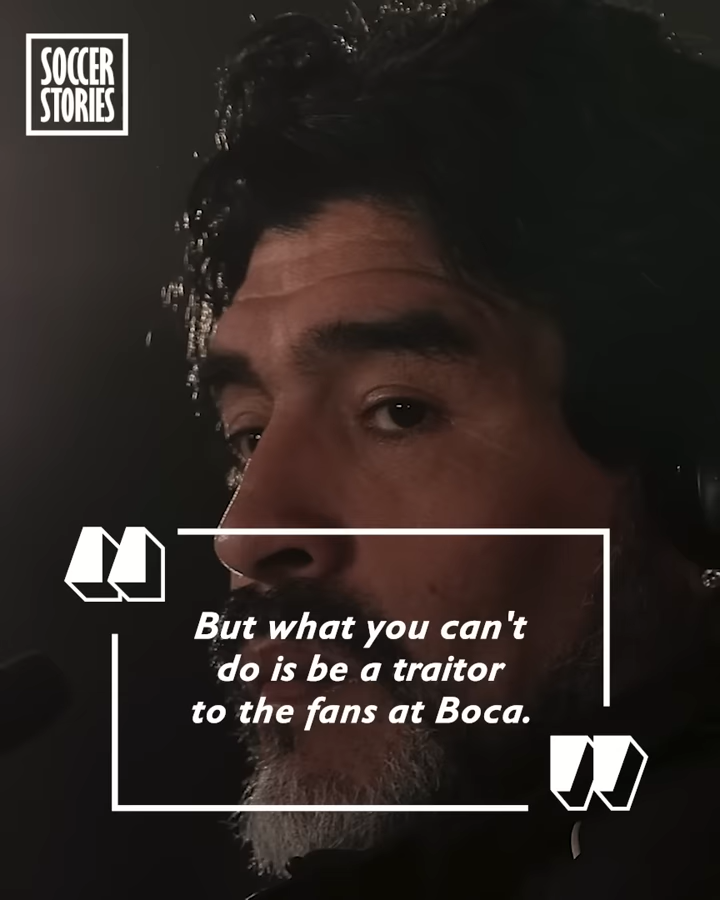 SOCCER
STORIES
But what you can't
do is be a traitor
to the fans at Boca.